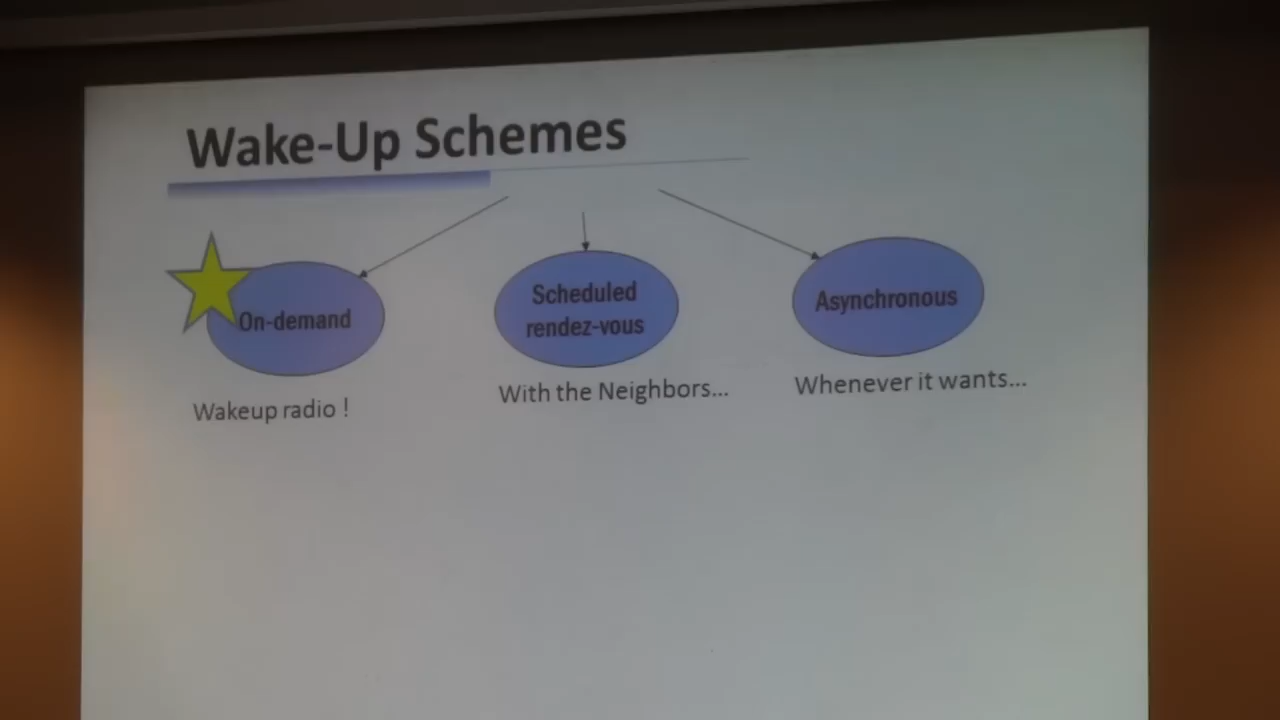 Wake-Up Schemes
On-demand
Scheduled
rendez-vous
Asynchronous
Wakeup radio !
With the Neighbors...
Whenever it wants...